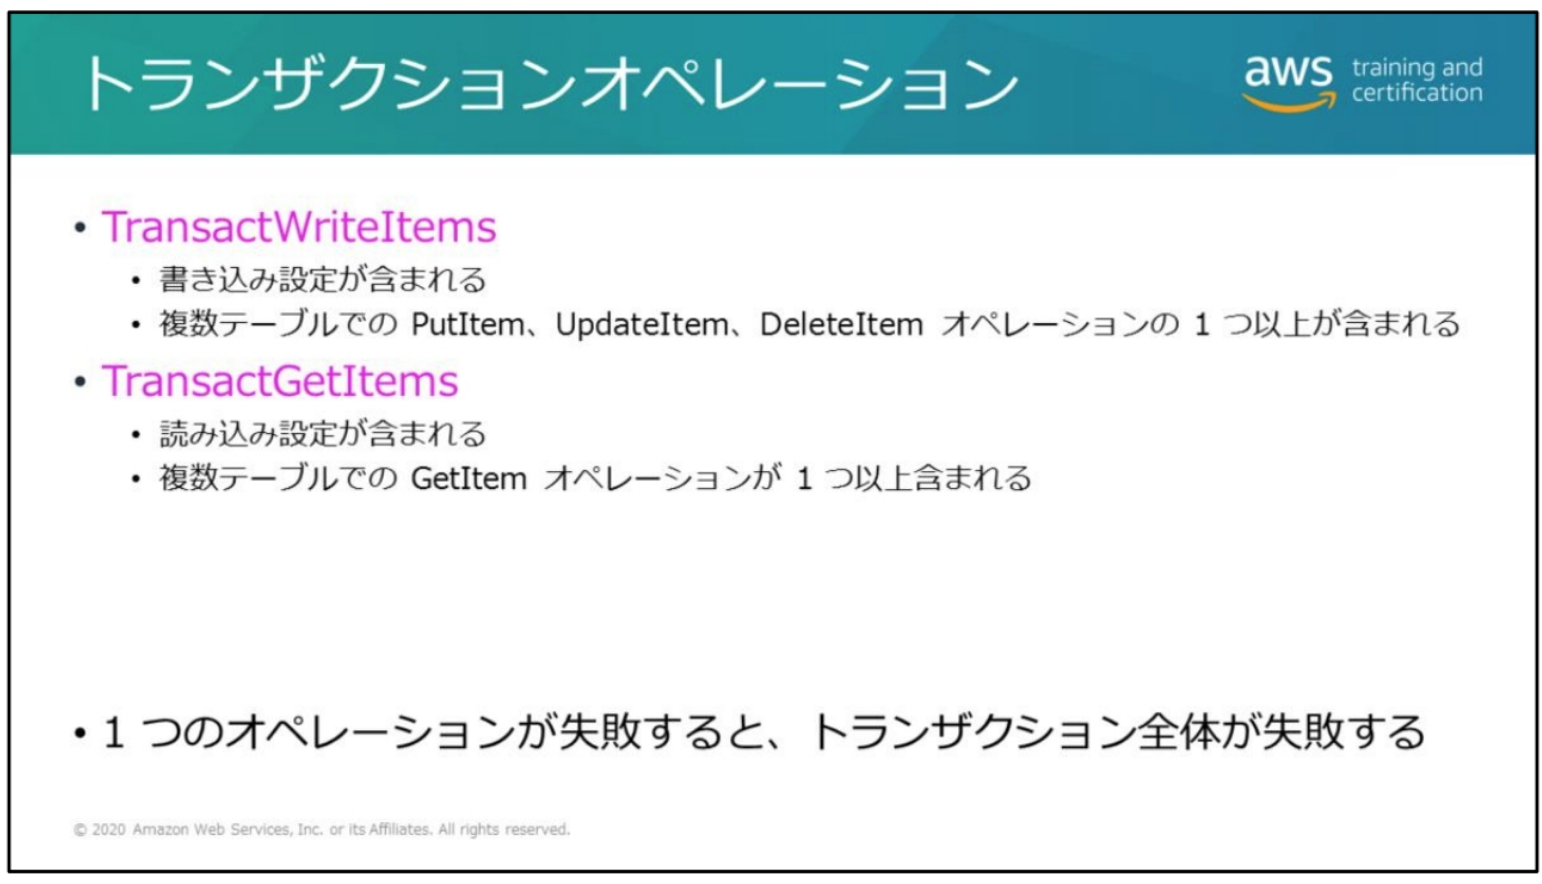 トランザクションオペレーション
aws training and
certification
• TransactWriteItems
• 書き込み設定が含まれる
• 複数テーブルでの PutItem、UpdateItem、DeleteItem オペレーションの 1 つ以上が含まれる
• TransactGetItems
• 読み込み設定が含まれる
• 複数テーブルでの GetItem オペレーションが 1 つ以上含まれる
• 1 つのオペレーションが失敗すると、トランザクション全体が失敗する
© 2020 Amazon Web Services, Inc. or its Affiliates. All rights reserved.